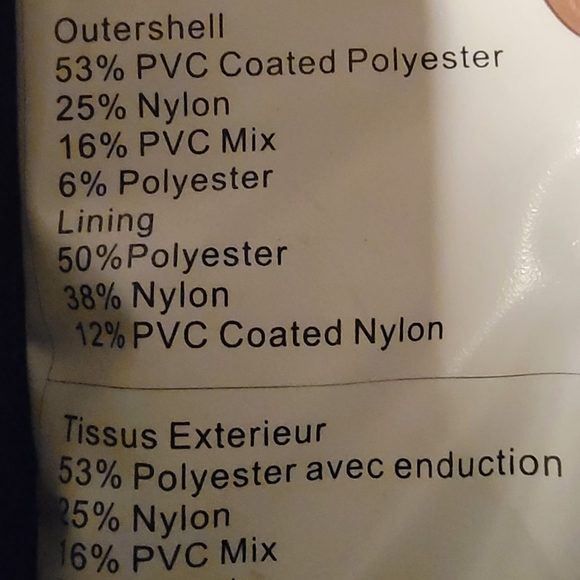 Outershell
53% PVC Coated Polyester
25% Nylon
16% PVC Mix
6% Polyester
Lining
50%Polyester
38% Nylon
12%PVC Coated Nylon
Tissus Exterieur
53% Polyester avec enduction
25% Nylon
16% PVC Mix